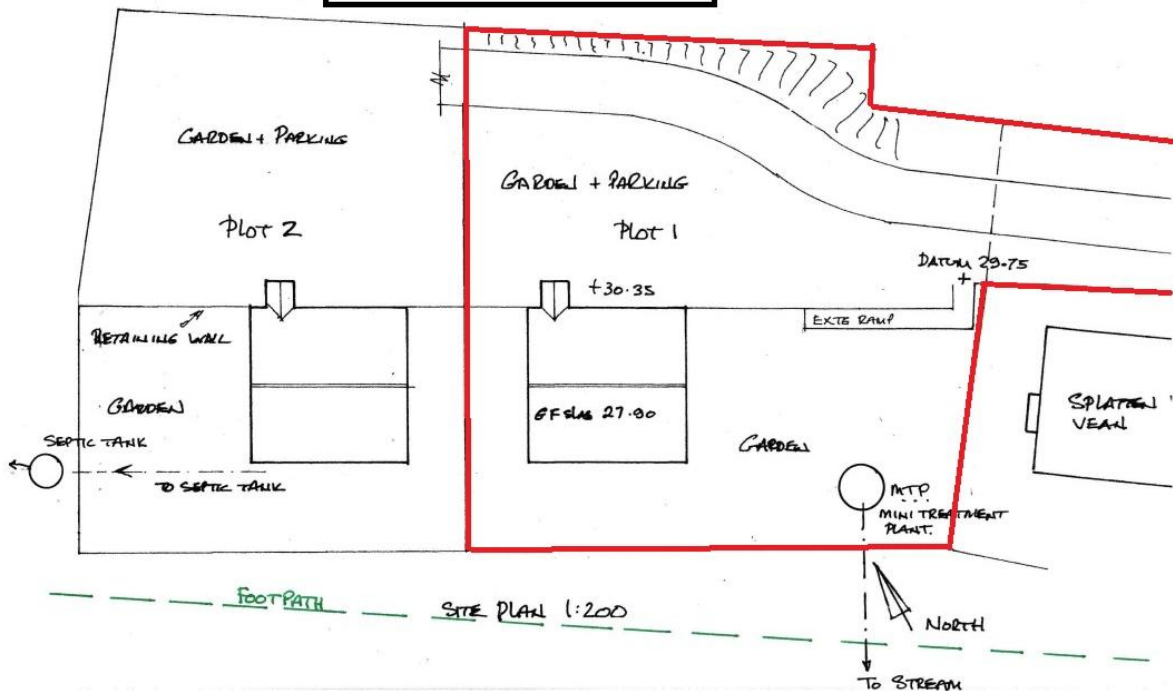 GARDEN + PARKING
PLOT 2
GARDEN + PARKING
PLOT 1
DATUM 29.75
+
+30.35
RETAINING WALL
EXTG RAMP
GARDEN
GF SLAB 27.90
GARDEN
SPLATTEN
VEAN
SEPTIC TANK
TO SEPTIC TANK
MTP
MINI TREATMENT
PLANT.
FOOTPATH
SITE PLAN 1:200
NORTH
TO STREAM